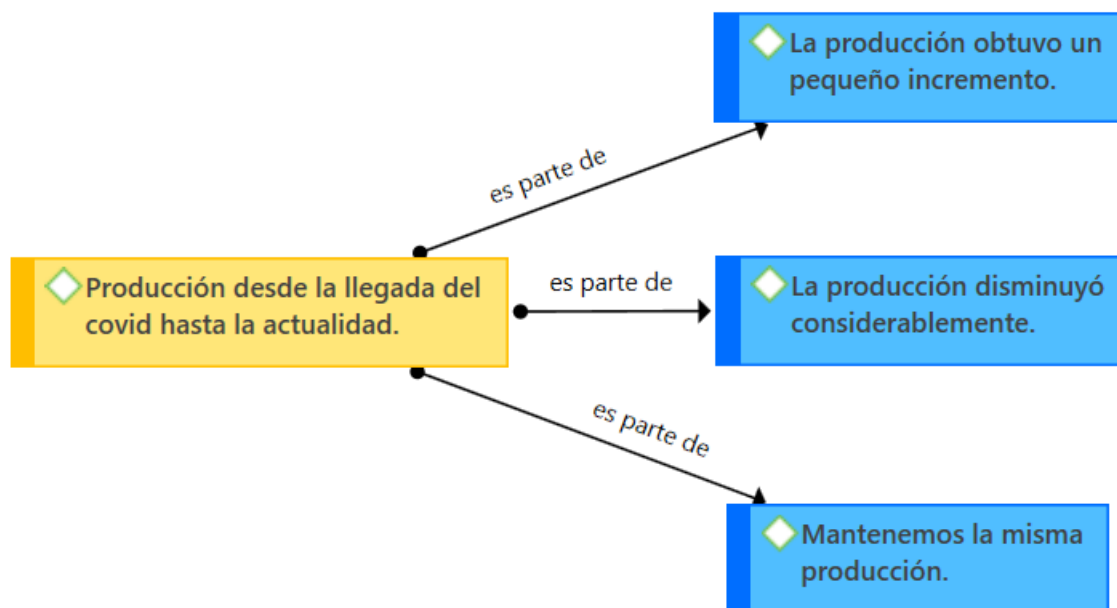 La producción obtuvo un
pequeño incremento.
es parte de
Producción desde la llegada del
covid hasta la actualidad.
es parte de
La producción disminuyó
considerablemente.
es parte de
Mantenemos la misma
producción.